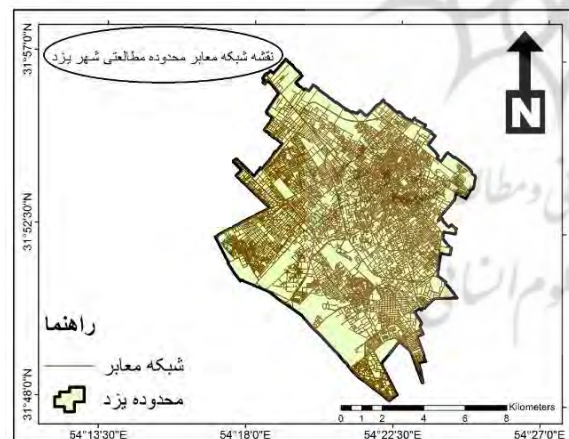 نقشه شبکه معابر محدوده مطالعتی شهر یزد
N
31°57'0"N
31°52'30"N
31°48'0"N
راهنما
شبکه معابر
محدوده یزد
Kilometers
0 1 2 4 6 8
54°13'30"E 54°18'0"E 54°22'30"E 54°27'0"E